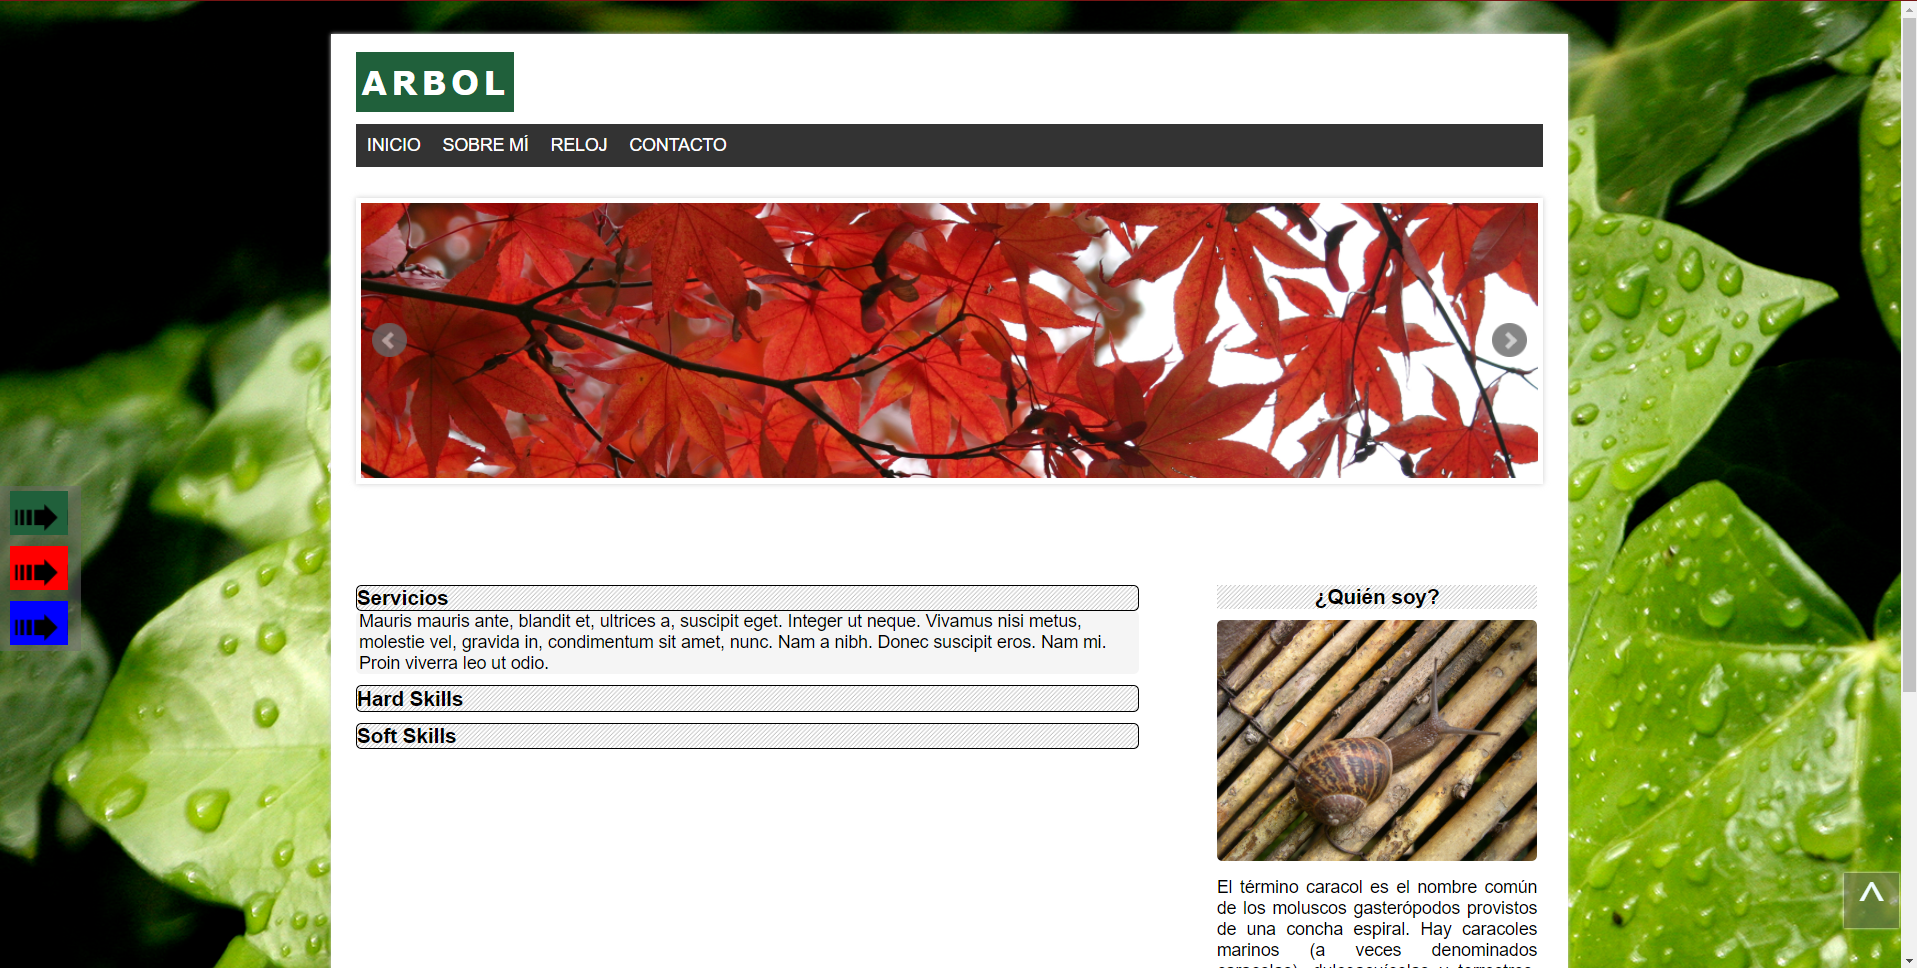 ARBOL
INICIO SOBRE MÍ RELOJ CONTACTO
Servicios
Mauris mauris ante, blandit et, ultrices a, suscipit eget. Integer ut neque. Vivamus nisi metus,
molestie vel, gravida in, condimentum sit amet, nunc. Nam a nibh. Donec suscipit eros. Nam mi.
Proin viverra leo ut odio.
Hard Skills
Soft Skills
¿Quién soy?
El término caracol es el nombre común
de los moluscos gasterópodos provistos
de una concha espiral. Hay caracoles
marinos (a veces denominados
caracolas), dulceacuícolas y terrestres.